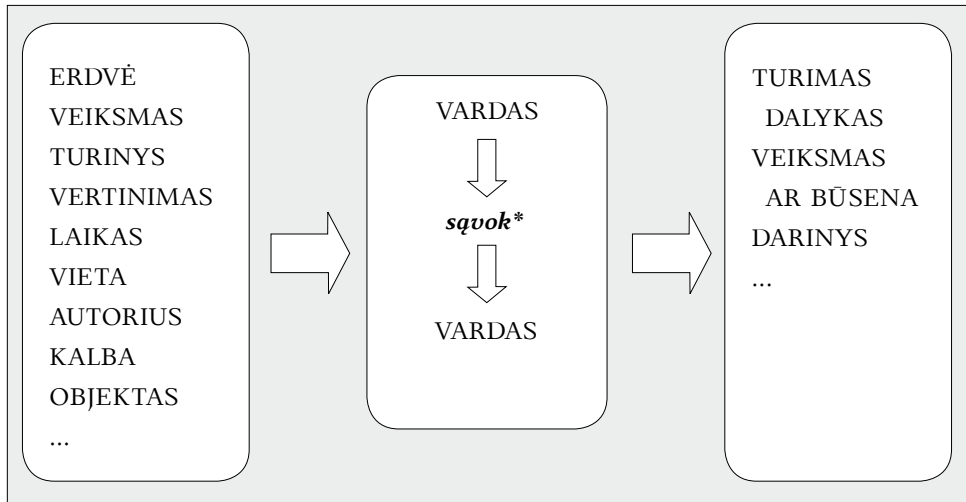 ERDVĖ
VEIKSMAS
TURINYS
VERTINIMAS
LAIKAS
VIETA
AUTORIUS
KALBA
OBJEKTAS
...
VARDAS
sąvok*
VARDAS
TURIMAS
DALYKAS
VEIKSMAS
AR BŪSENA
DARINYS
...